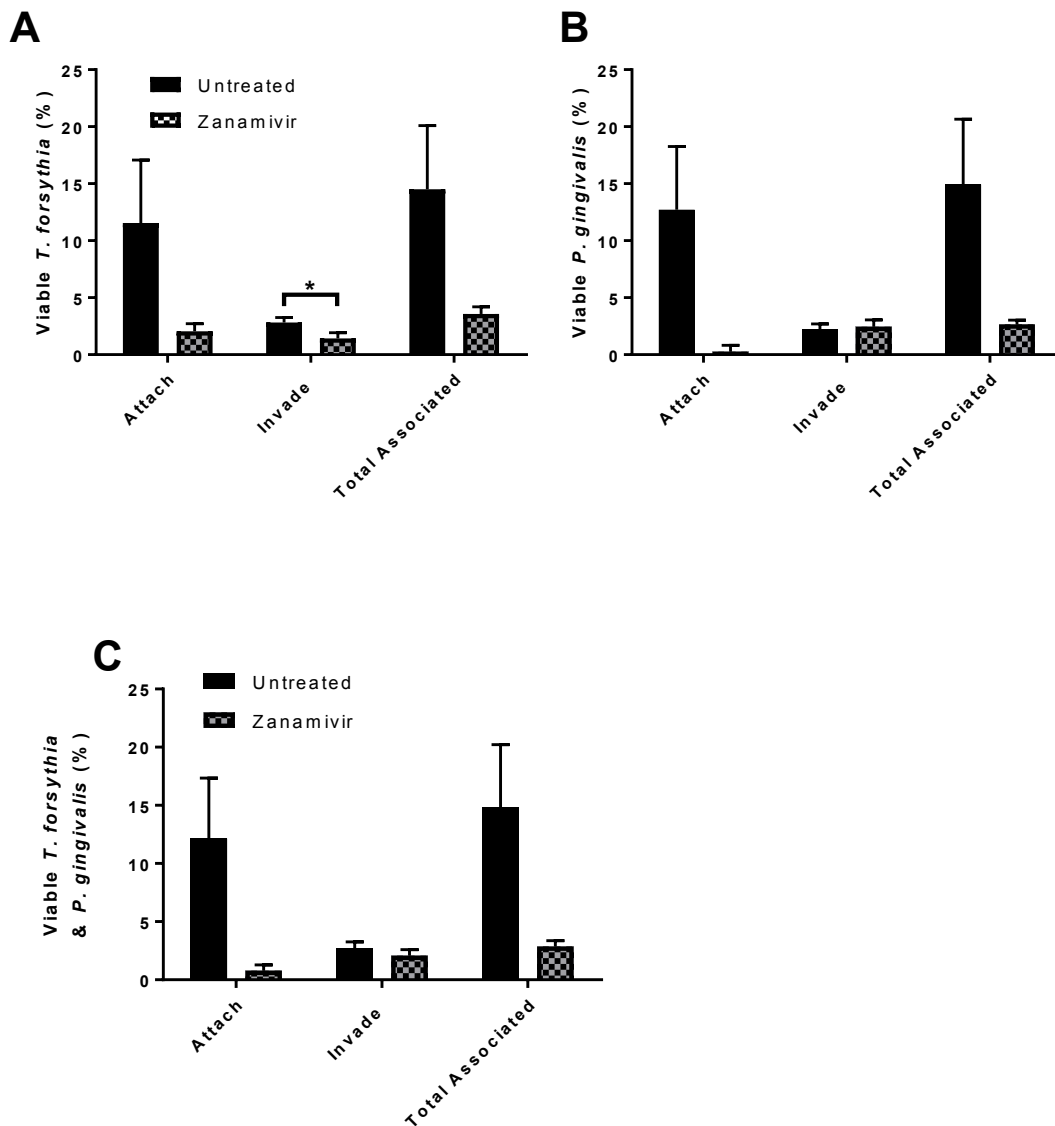 A
Viable T. forsythia (%)
25
20
15
10
5
0
Untreated
Zanamivir
*
Attach
Invade
Total Associated
B
Viable P. gingivalis (%)
25
20
15
10
5
0
Attach
Invade
Total Associated
C
Viable T. forsythia
& P. gingivalis (%)
25
20
15
10
5
0
Untreated
Zanamivir
Attach
Invade
Total Associated